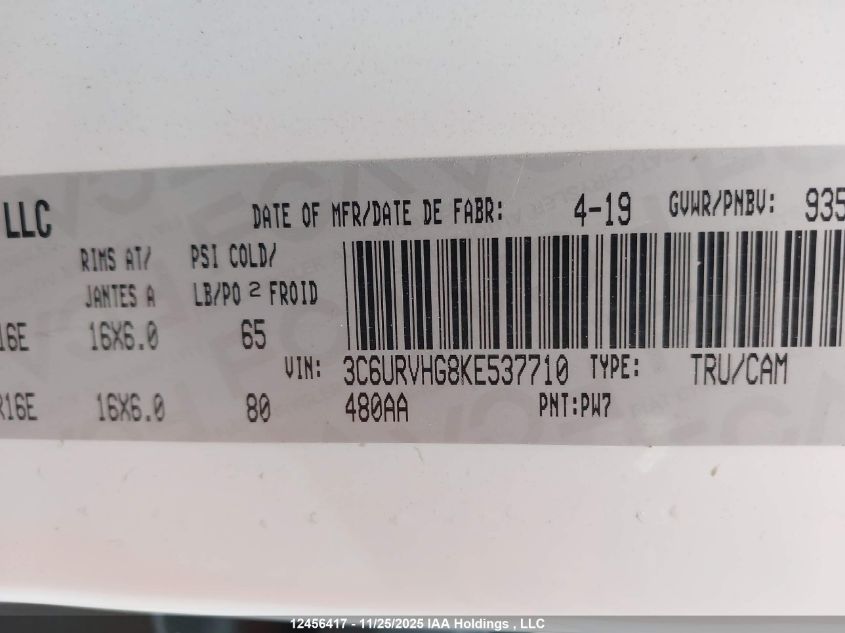 LLC DATE OF MFR/DATE DE FABR: 4-19 GVWR/PNBV: 935
RIMS AT/ PSI COLD/
JANTES A LB/PO 2 FROID
16E 16X6.0 65
VIN: 3C6URVHG8KE537710 TYPE: TRU/CAM
R16E 16X6.0 80 480AA PNT:PW7
12456417 - 11/25/2025 IAA Holdings , LLC